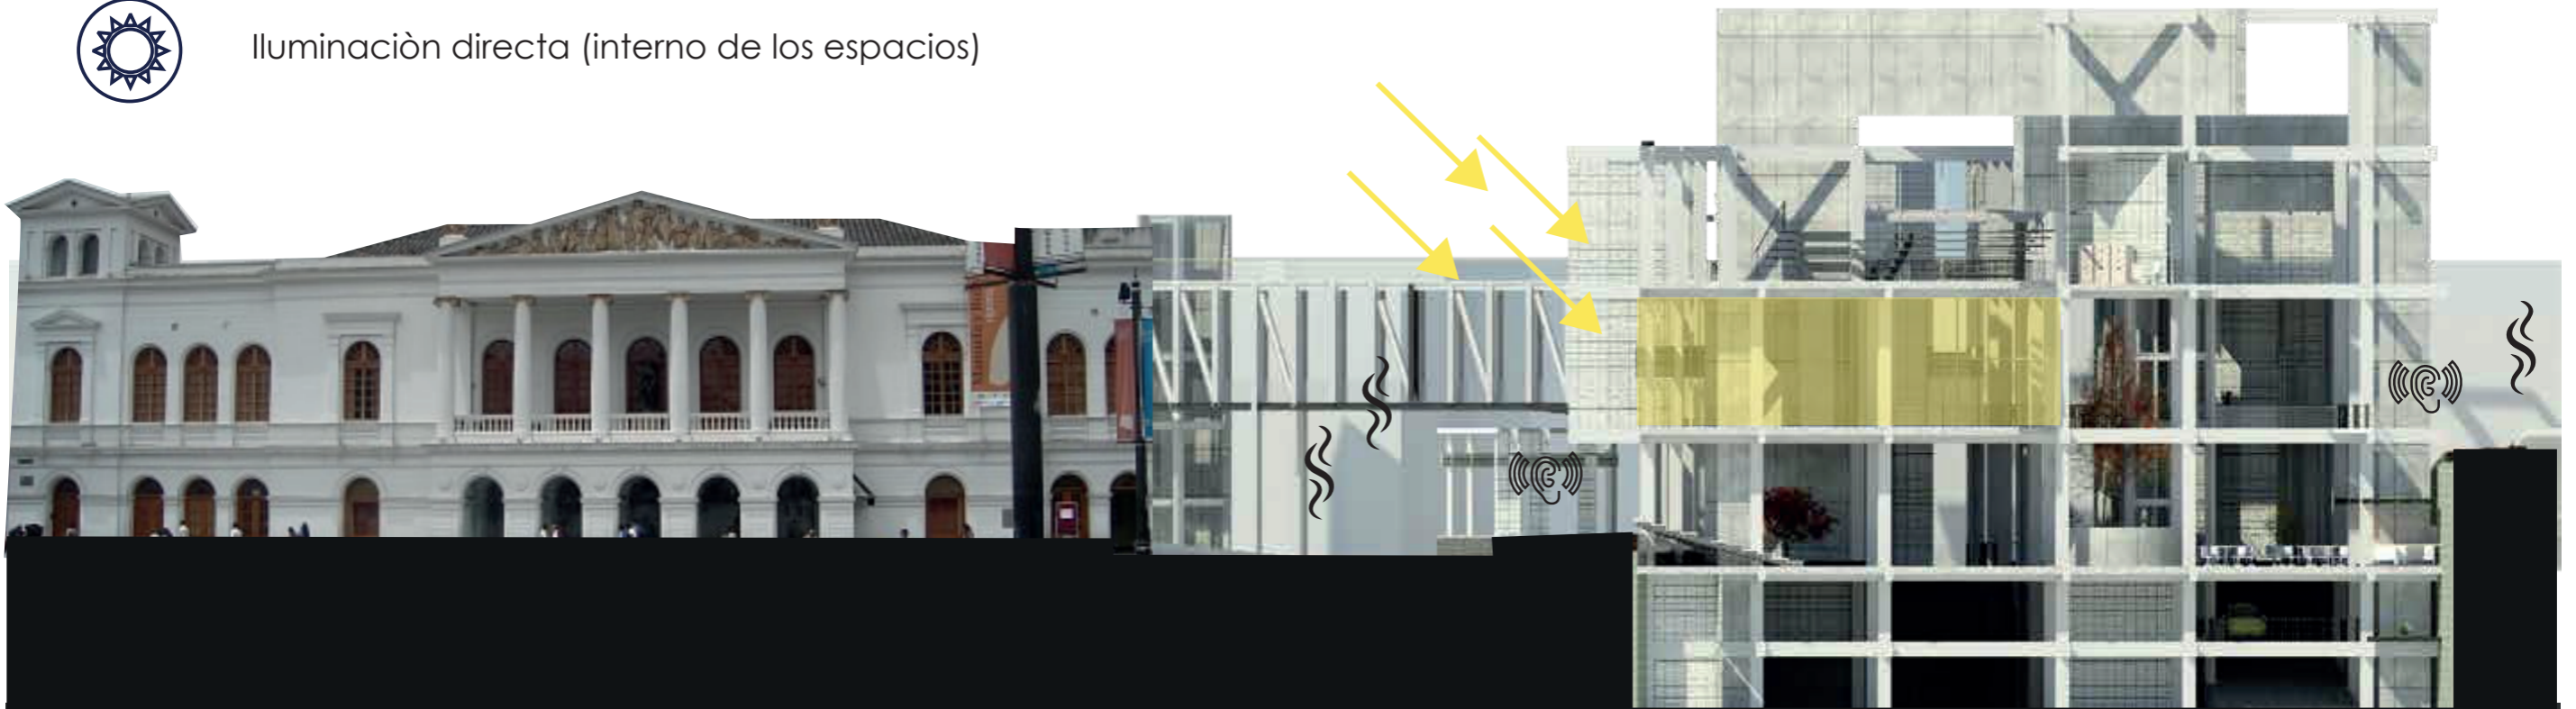 Iluminaciòn directa (interno de los espacios)